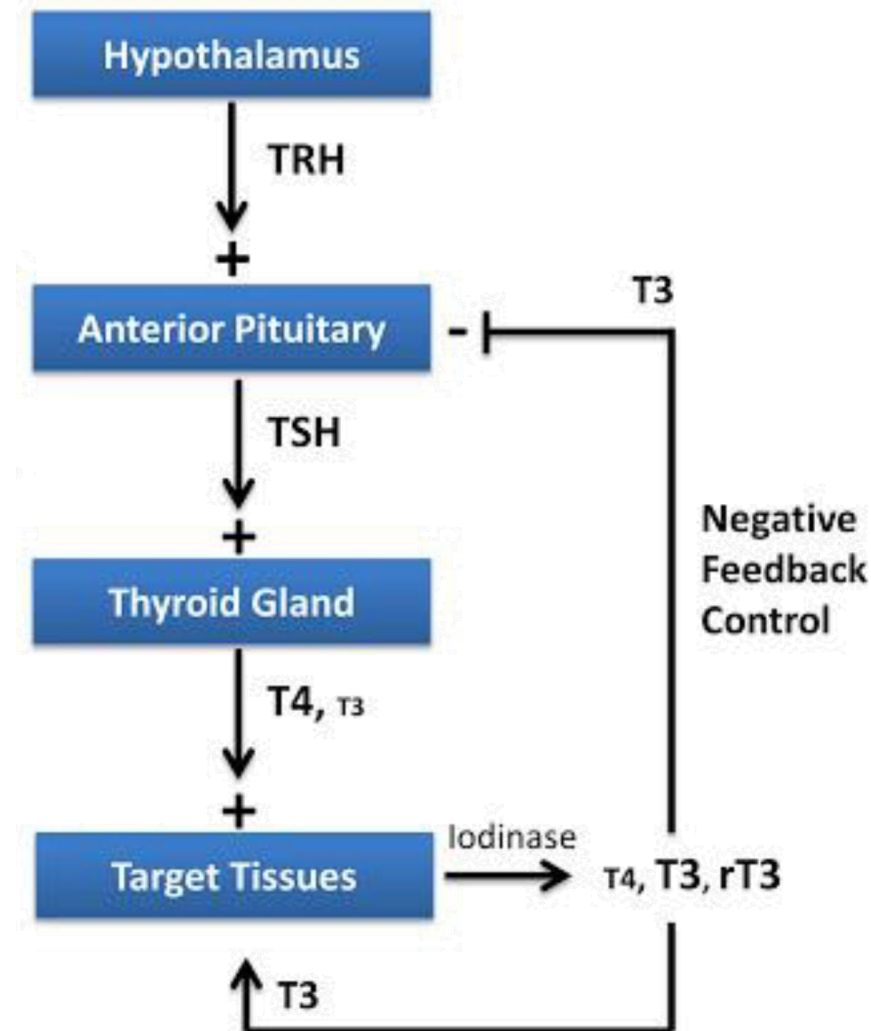 Hypothalamus
TRH
+
Anterior Pituitary
-
T3
TSH
+
Negative
Feedback
Control
Thyroid Gland
T4, T3
+
Target Tissues
Iodinase
T4, T3, rT3
T3